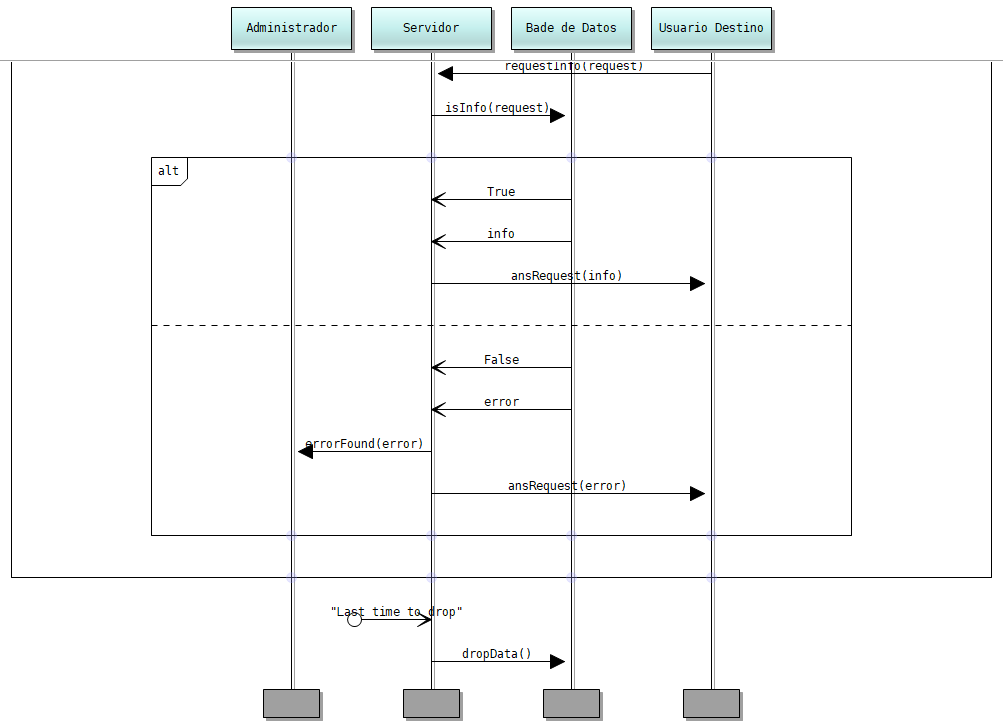 Administrador
Servidor
Bade de Datos
Usuario Destino
requestInfo(request)
isInfo(request)
alt
True
info
ansRequest(info)
False
error
errorFound(error)
ansRequest(error)
"Last time to drop"
dropData()